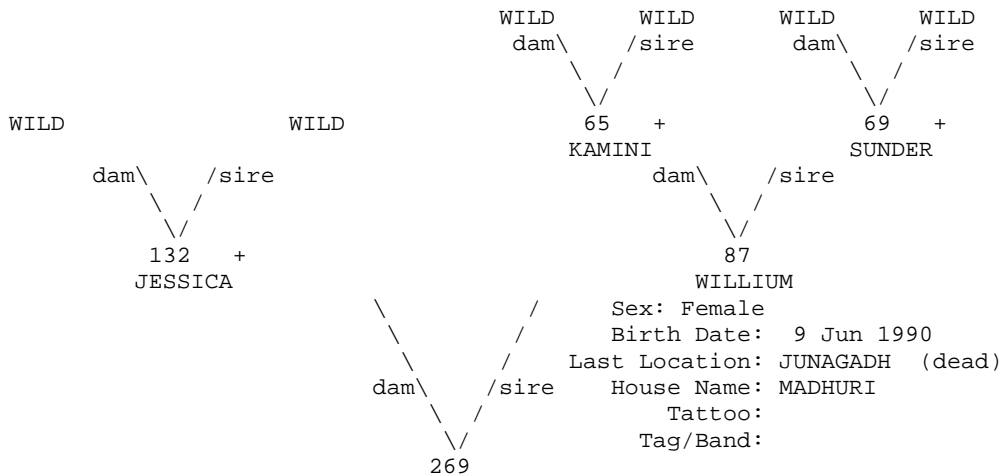 WILD WILD WILD WILD
dam\ /sire dam\ /sire
\ / \ /
\/ \/
WILD WILD 65 + 69 +
KAMINI SUNDER
dam\ /sire dam\ /sire
\ / \ /
\/ \/
132 + 87
JESSICA WILLIUM
\ / Sex: Female
\ / Birth Date: 9 Jun 1990
\ / Last Location: JUNAGADH (dead)
dam\ /sire House Name: MADHURI
\ / Tattoo:
\/ Tag/Band:
269